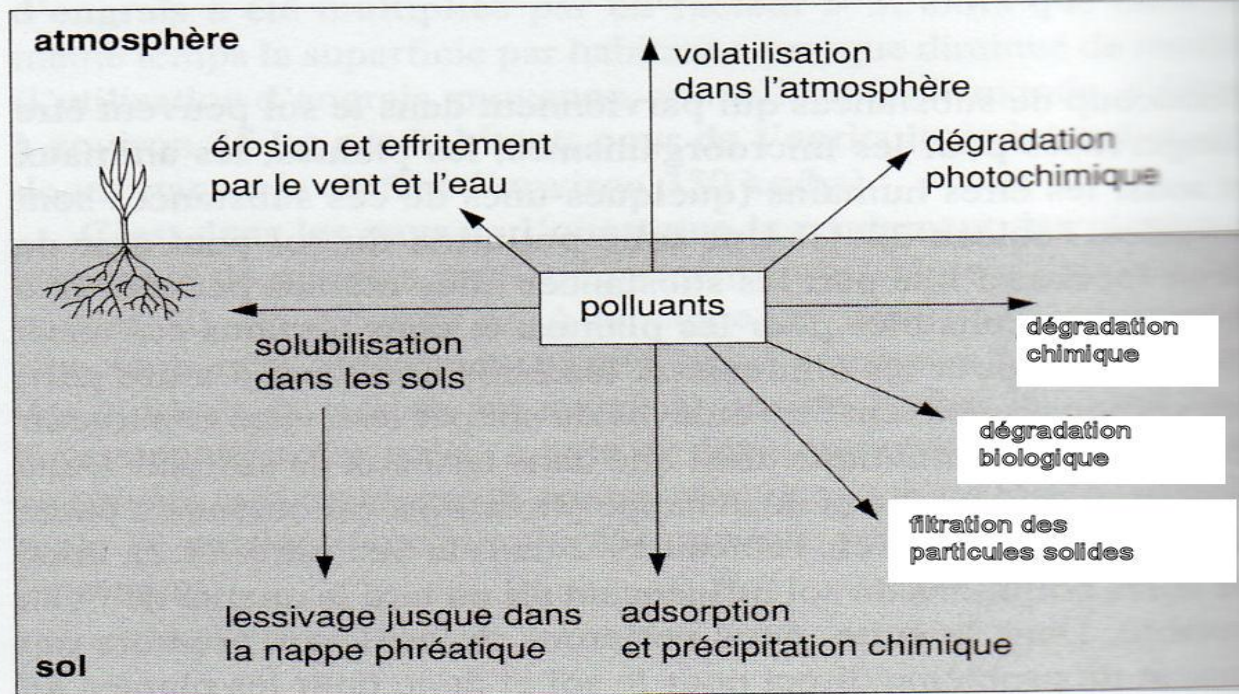 atmosphère
volatilisation
dans l'atmosphère
érosion et effritement
par le vent et l'eau
dégradation
photochimique
polluants
solubilisation
dans les sols
dégradation
chimique
dégradation
biologique
filtration des
particules solides
lessivage jusque dans
la nappe phréatique
adsorption
et précipitation chimique
sol